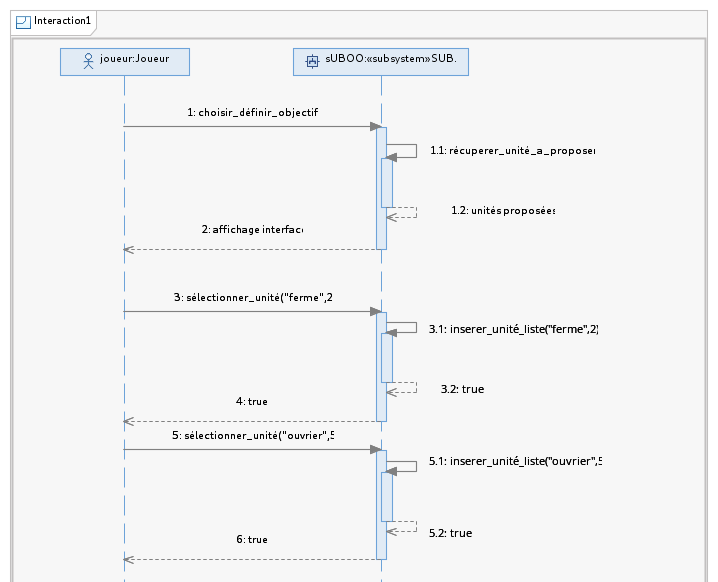 Interaction1
joueur:Joueur
sUBOO:«subsystem»SUB.
1: choisir_définir_objectif
1.1: récuperer_unité_a_proposer
1.2: unités proposées
2: affichage interface
3: sélectionner_unité("ferme",2
3.1: inserer_unité_liste("ferme",2)
3.2: true
4: true
5: sélectionner_unité("ouvrier",5
5.1: inserer_unité_liste("ouvrier",5
5.2: true
6: true